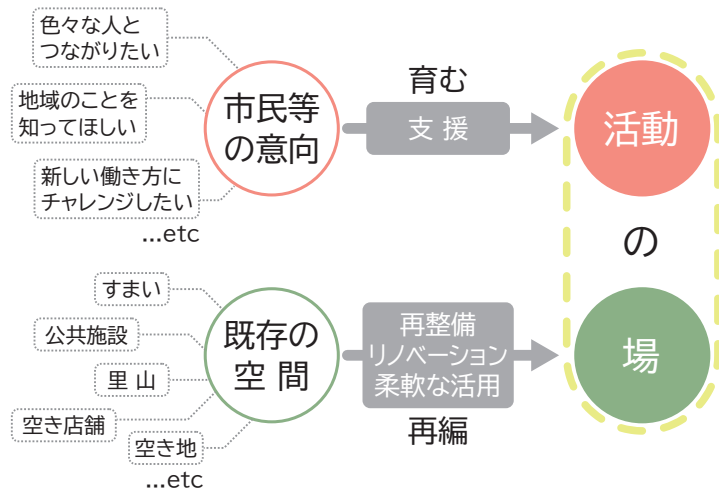 色々な人と
つながりたい
地域のことを
知ってほしい
新しい働き方に
チャレンジしたい
...etc
市民等
の意向
育む
支 援
活動
の
場
すまい
公共施設
里 山
空き店舗
空き地
...etc
既存の
空 間
再整備
リノベーション
柔軟な活用
再編